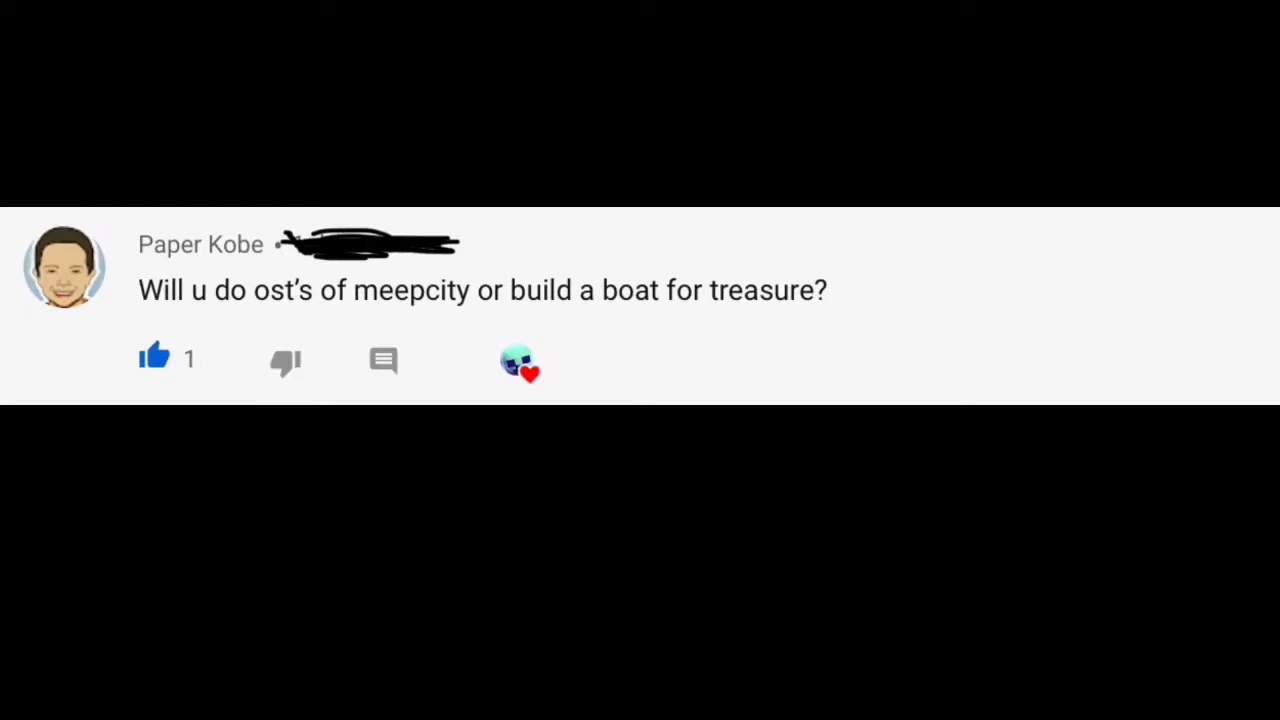 Paper Kobe •
Will u do ost’s of meepcity or build a boat for treasure?
1